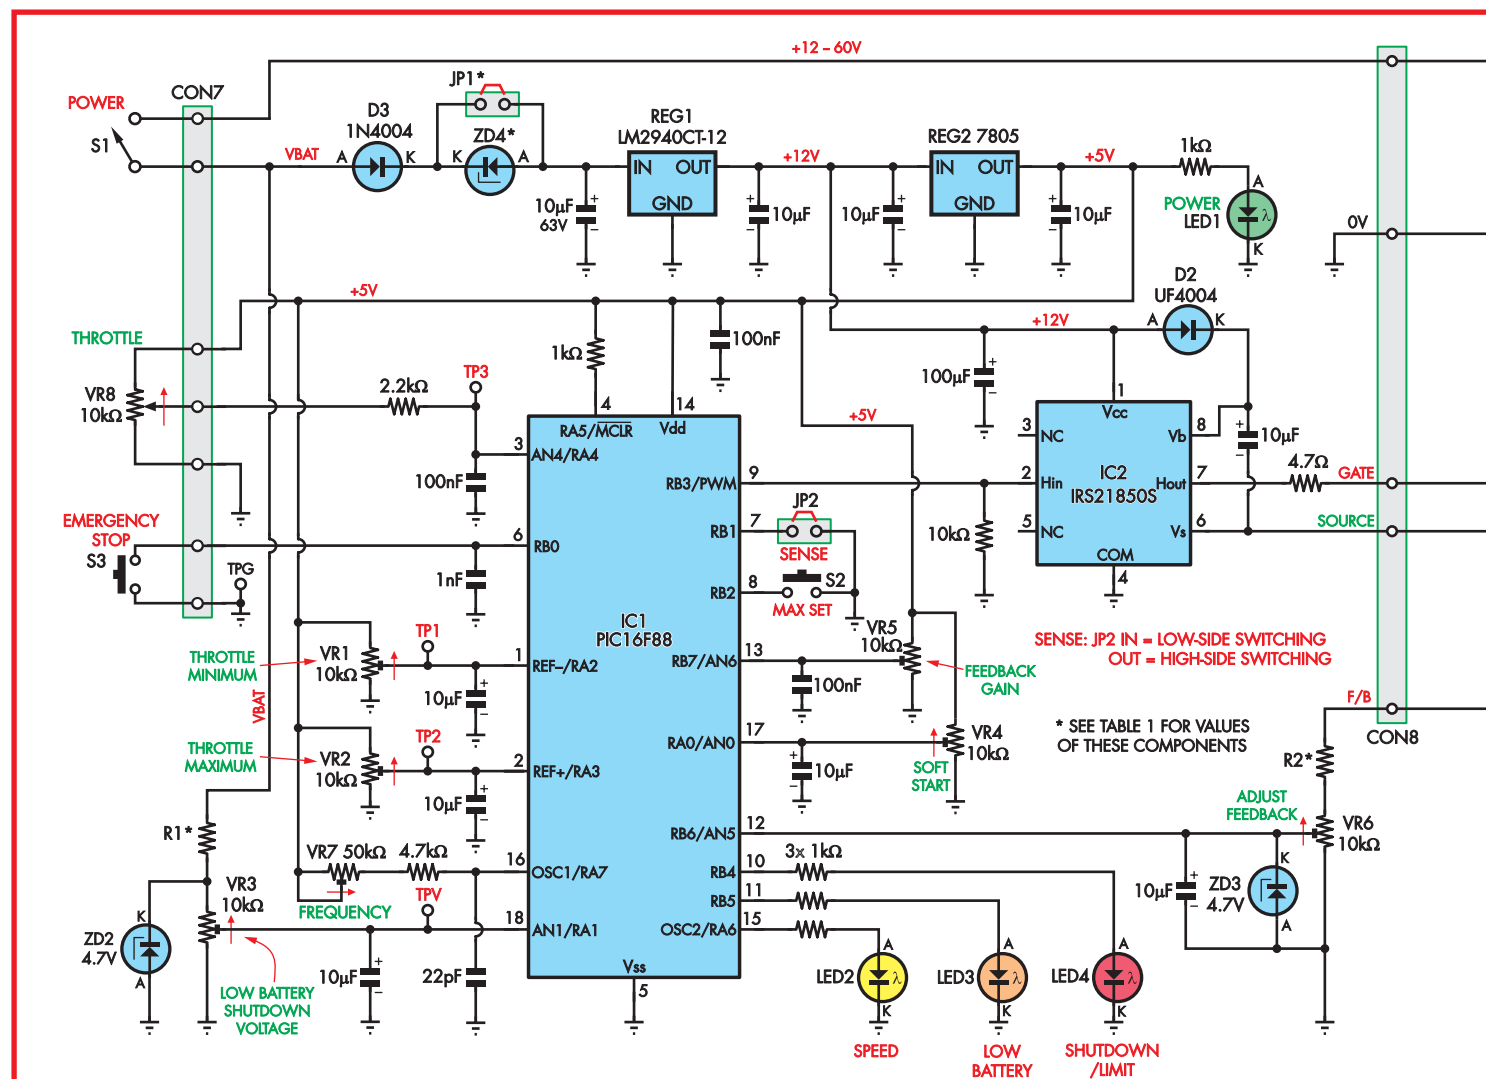 +12 – 60V
CON7
JP1*
POWER
D3
1N4004
REG1
LM2940CT-12
S1
ZD4*
REG2 7805
1kΩ
VBAT
A
K
K
A
IN
OUT
+12V
IN
OUT
+5V
A
GND
GND
POWER
LED1
λ
10µF
63V
+
–
+
–
10µF
10µF
+
–
+
–
10µF
0V
K
D2
UF4004
+5V
+12V
A
K
THROTTLE
1kΩ
100nF
TP3
100µF
+
–
VR8
10kΩ
2.2kΩ
4
14
+5V
1
RA5/MCLR
Vdd
Vcc
3
AN4/RA4
3
NC
Vb
8
+
–
10µF
100nF
RB3/PWM
9
2
Hin
IC2
IRS21850S
Hout
7
4.7Ω
GATE
EMERGENCY
STOP
S3
6
RB0
RB1
7
JP2
SENSE
10kΩ
5
NC
Vs
6
SOURCE
COM
4
TPG
1nF
RB2
8
S2
MAX SET
IC1
PIC16F88
TP1
THROTTLE
MINIMUM
VR1
10kΩ
1
REF–/RA2
RB7/AN6
13
VR5
10kΩ
FEEDBACK
GAIN
SENSE: JP2 IN = LOW-SIDE SWITCHING
OUT = HIGH-SIDE SWITCHING
VBAT
10µF
+
–
100nF
F/B
* SEE TABLE 1 FOR VALUES
OF THESE COMPONENTS
CON8
TP2
THROTTLE
MAXIMUM
VR2
10kΩ
2
REF+/RA3
RA0/AN0
17
VR4
10kΩ
SOFT
START
R2*
10µF
+
–
+
–
10µF
ADJUST
FEEDBACK
VR6
10kΩ
R1*
RB6/AN5
12
VR7 50kΩ
4.7kΩ
16
OSC1/RA7
RB4
10
3x 1kΩ
K
VR3
10kΩ
FREQUENCY
TPV
RB5
11
10µF
+
–
ZD3
4.7V
A
K
ZD2
4.7V
A
18
AN1/RA1
OSC2/RA6
15
10µF
+
–
22pF
Vss
5
LED2
A
λ
K
LED3
A
λ
K
LED4
A
λ
K
LOW BATTERY
SHUTDOWN
VOLTAGE
SPEED
LOW
BATTERY
SHUTDOWN
/LIMIT